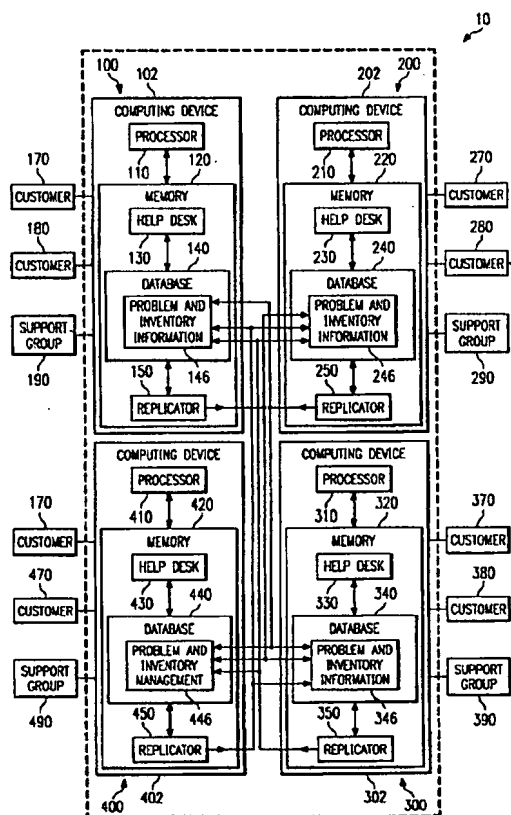 10
100
102
COMPUTING DEVICE
PROCESSOR
110
120
MEMORY
HELP DESK
130
140
DATABASE
PROBLEM AND
INVENTORY
INFORMATION
150
146
REPLICATOR
170
CUSTOMER
180
CUSTOMER
SUPPORT
GROUP
190
202
200
COMPUTING DEVICE
PROCESSOR
210
220
MEMORY
HELP DESK
230
240
DATABASE
PROBLEM AND
INVENTORY
INFORMATION
250
246
REPLICATOR
270
CUSTOMER
280
CUSTOMER
SUPPORT
GROUP
290
COMPUTING DEVICE
PROCESSOR
410
420
MEMORY
HELP DESK
430
440
DATABASE
PROBLEM AND
INVENTORY
MANAGEMENT
450
446
REPLICATOR
400
402
170
CUSTOMER
470
CUSTOMER
SUPPORT
GROUP
490
COMPUTING DEVICE
PROCESSOR
310
320
MEMORY
HELP DESK
330
340
DATABASE
PROBLEM AND
INVENTORY
INFORMATION
350
346
REPLICATOR
302
300
370
CUSTOMER
380
CUSTOMER
SUPPORT
GROUP
390